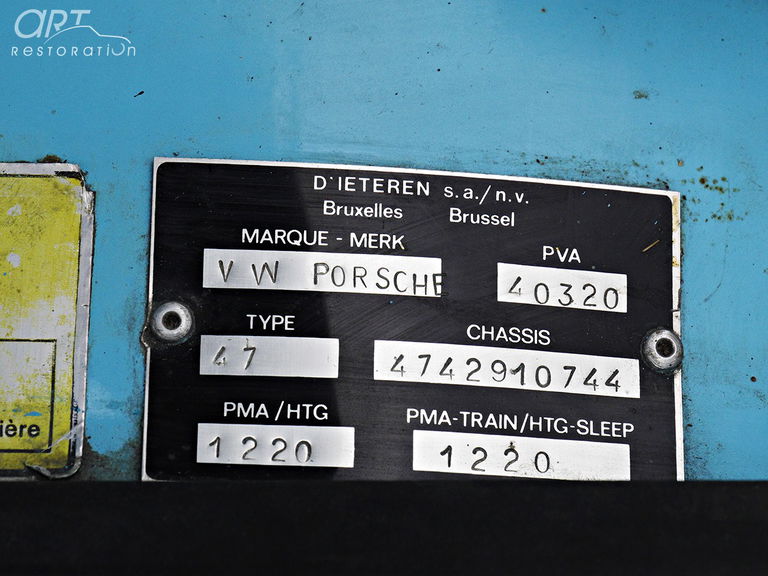 ART
RESTORATION
D'IETEREN s.a./n.v.
Bruxelles Brussel
MARQUE - MERK
PVA
VW PORSCHE
40320
TYPE
CHASSIS
47
4742910744
PMA/HTG
PMA-TRAIN/HTG-SLEEP
1220
1220
ière